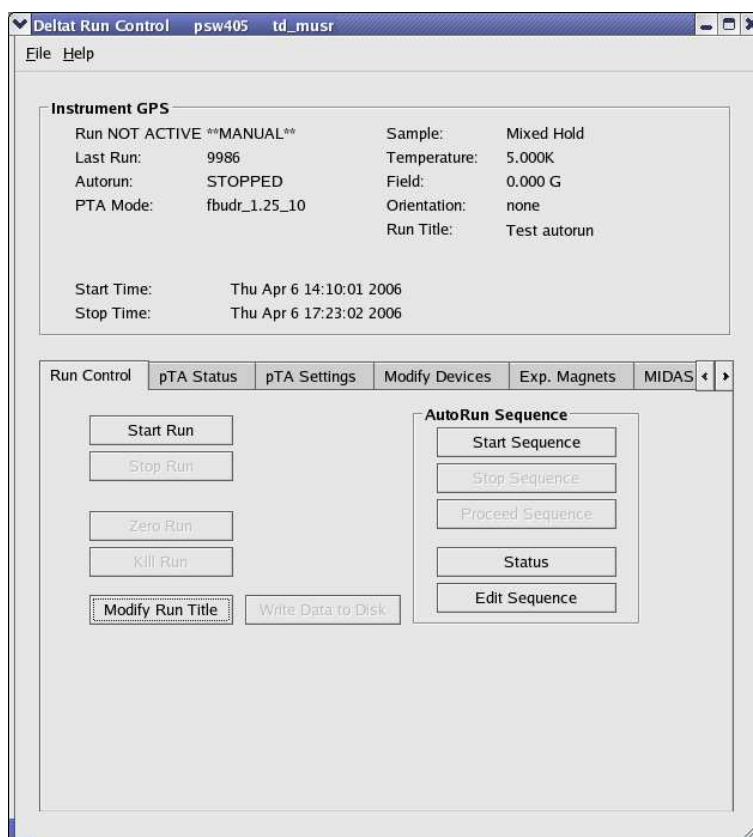 Deltat Run Control psw405 td_musr
File Help
Instrument GPS
Run NOT ACTIVE **MANUAL**
Last Run: 9986
Autorun: STOPPED
PTA Mode: fbudr_1.25_10
Sample: Mixed Hold
Temperature: 5.000K
Field: 0.000 G
Orientation: none
Run Title: Test autorun
Start Time: Thu Apr 6 14:10:01 2006
Stop Time: Thu Apr 6 17:23:02 2006
Run Control pTA Status pTA Settings Modify Devices Exp. Magnets MIDAS
Start Run
Stop Run
Zero Run
Kill Run
Modify Run Title Write Data to Disk
AutoRun Sequence
Start Sequence
Stop Sequence
Proceed Sequence
Status
Edit Sequence